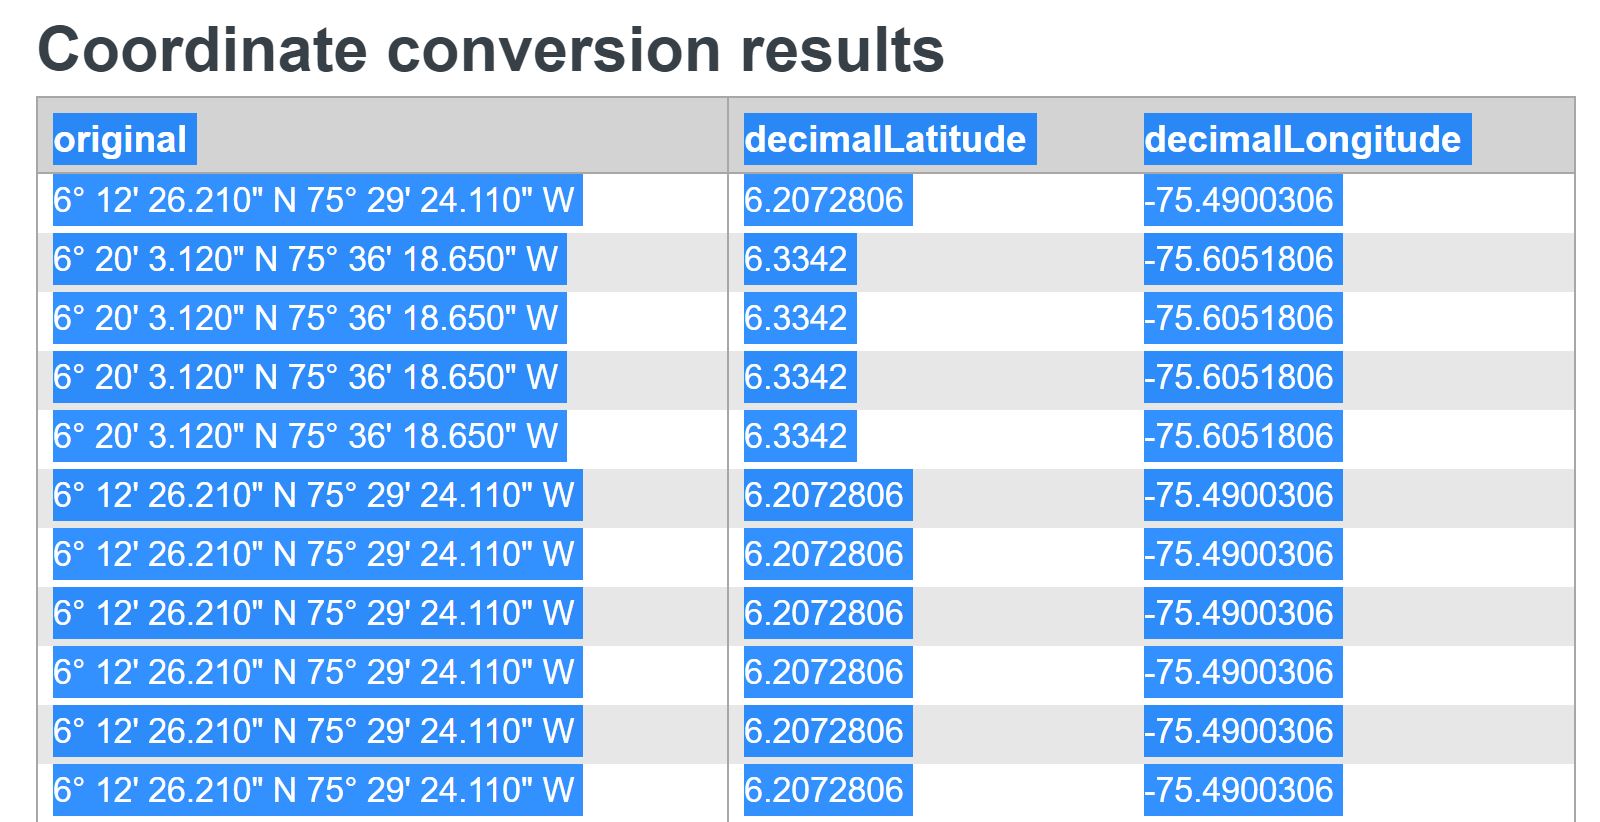 Coordinate conversion results
original decimalLatitude decimalLongitude
6° 12' 26.210" N 75° 29' 24.110" W 6.2072806 -75.4900306
6° 20' 3.120" N 75° 36' 18.650" W 6.3342 -75.6051806
6° 20' 3.120" N 75° 36' 18.650" W 6.3342 -75.6051806
6° 20' 3.120" N 75° 36' 18.650" W 6.3342 -75.6051806
6° 20' 3.120" N 75° 36' 18.650" W 6.3342 -75.6051806
6° 12' 26.210" N 75° 29' 24.110" W 6.2072806 -75.4900306
6° 12' 26.210" N 75° 29' 24.110" W 6.2072806 -75.4900306
6° 12' 26.210" N 75° 29' 24.110" W 6.2072806 -75.4900306
6° 12' 26.210" N 75° 29' 24.110" W 6.2072806 -75.4900306
6° 12' 26.210" N 75° 29' 24.110" W 6.2072806 -75.4900306
6° 12' 26.210" N 75° 29' 24.110" W 6.2072806 -75.4900306